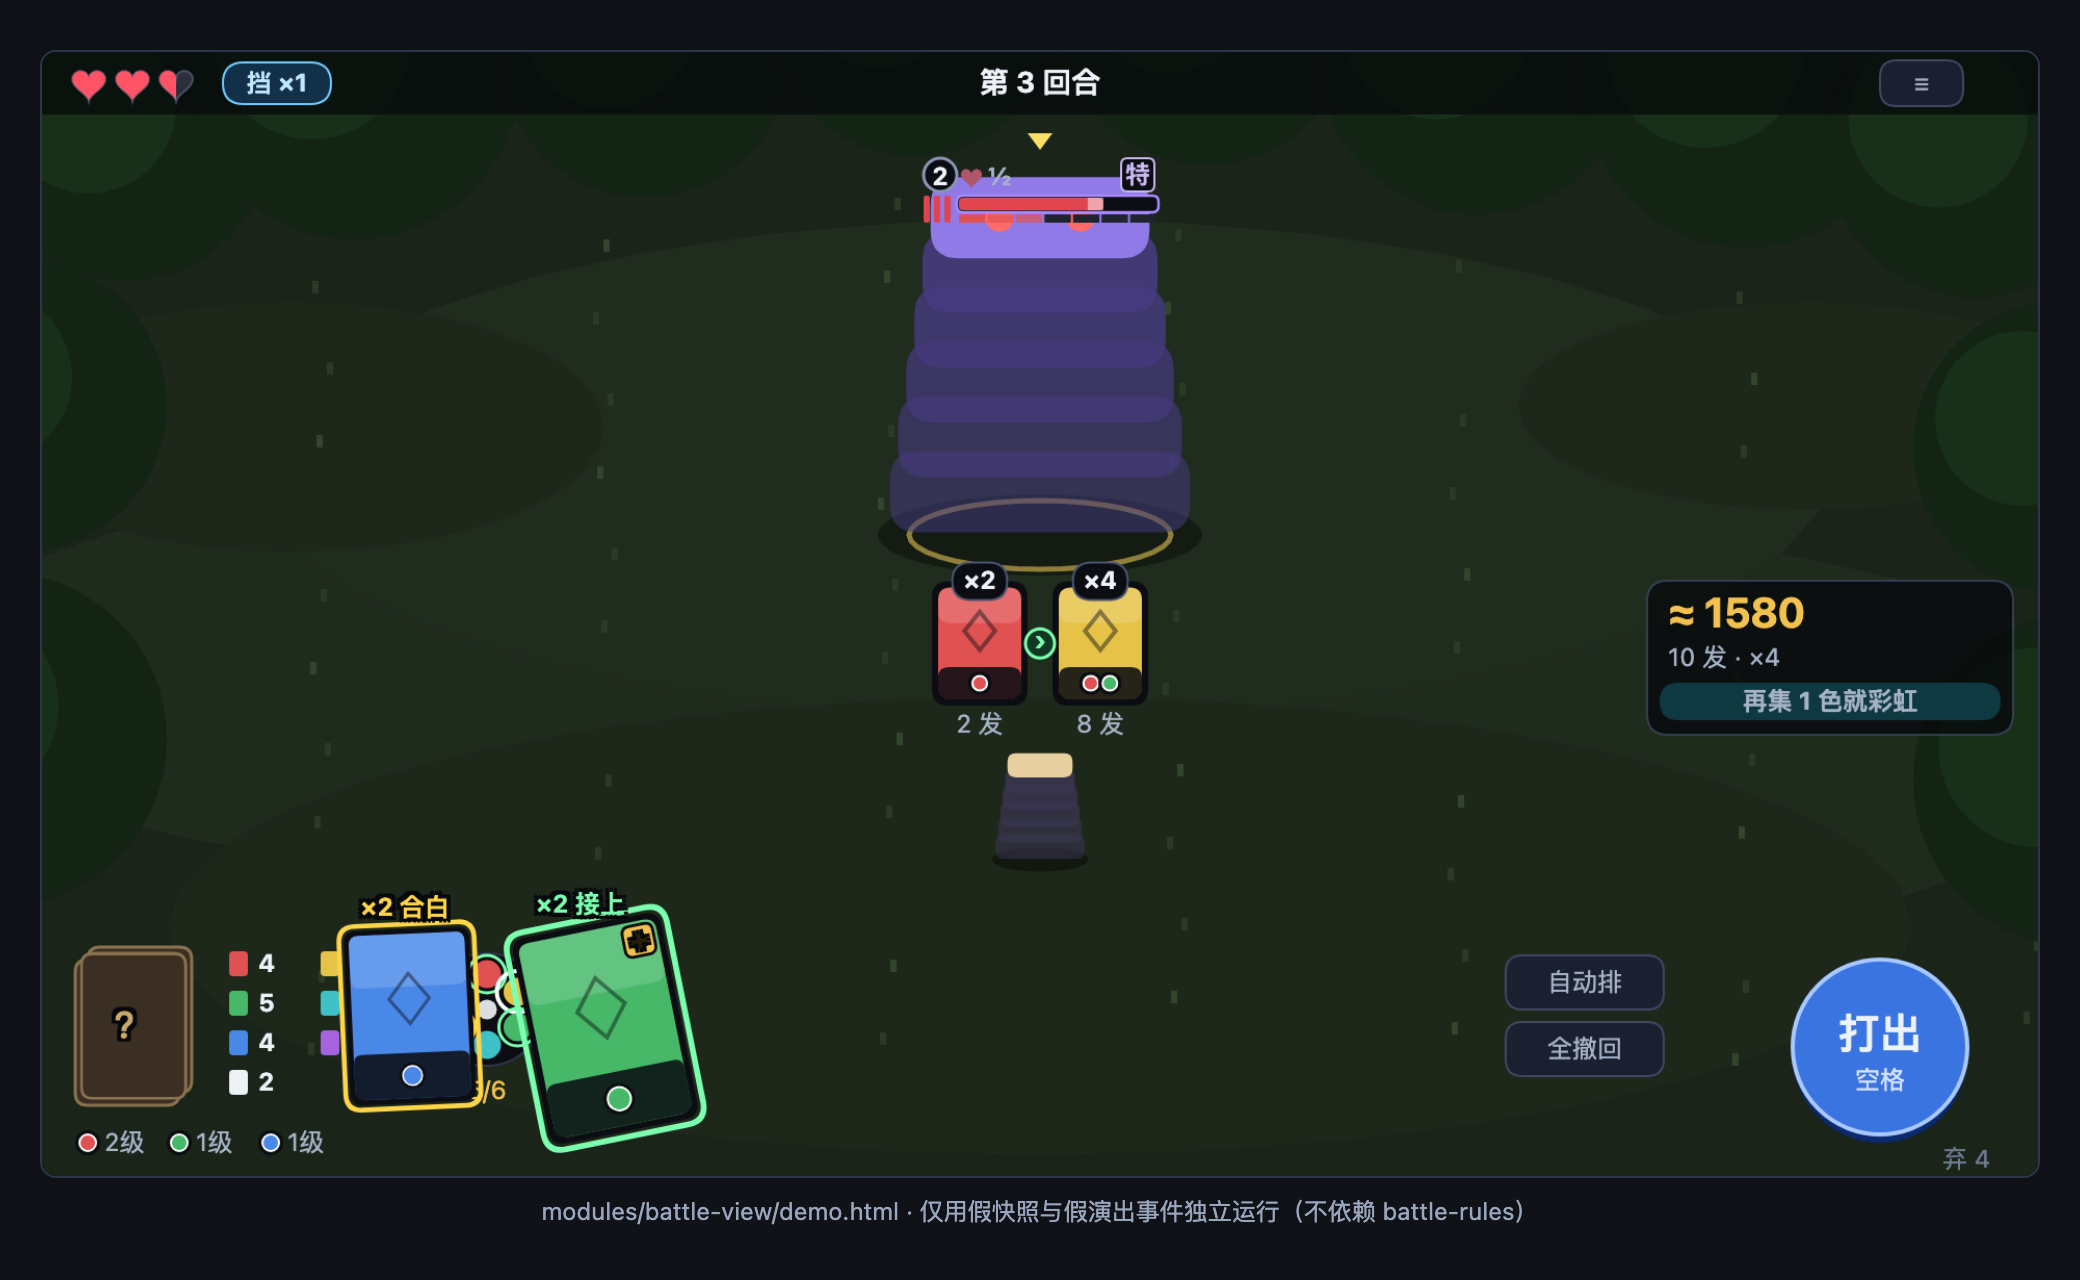 挡 ×1
第 3 回合
≡
2 ½ 特
×2 ×4
2 发 8 发
≈ 1580
10 发 · ×4
再集 1 色就彩虹
×2 合白
×2 接上
?
4
5
4
2
/6
2级 1级 1级
自动排
全撤回
打出
空格
弃 4
modules/battle-view/demo.html · 仅用假快照与假演出事件独立运行（不依赖 battle-rules）